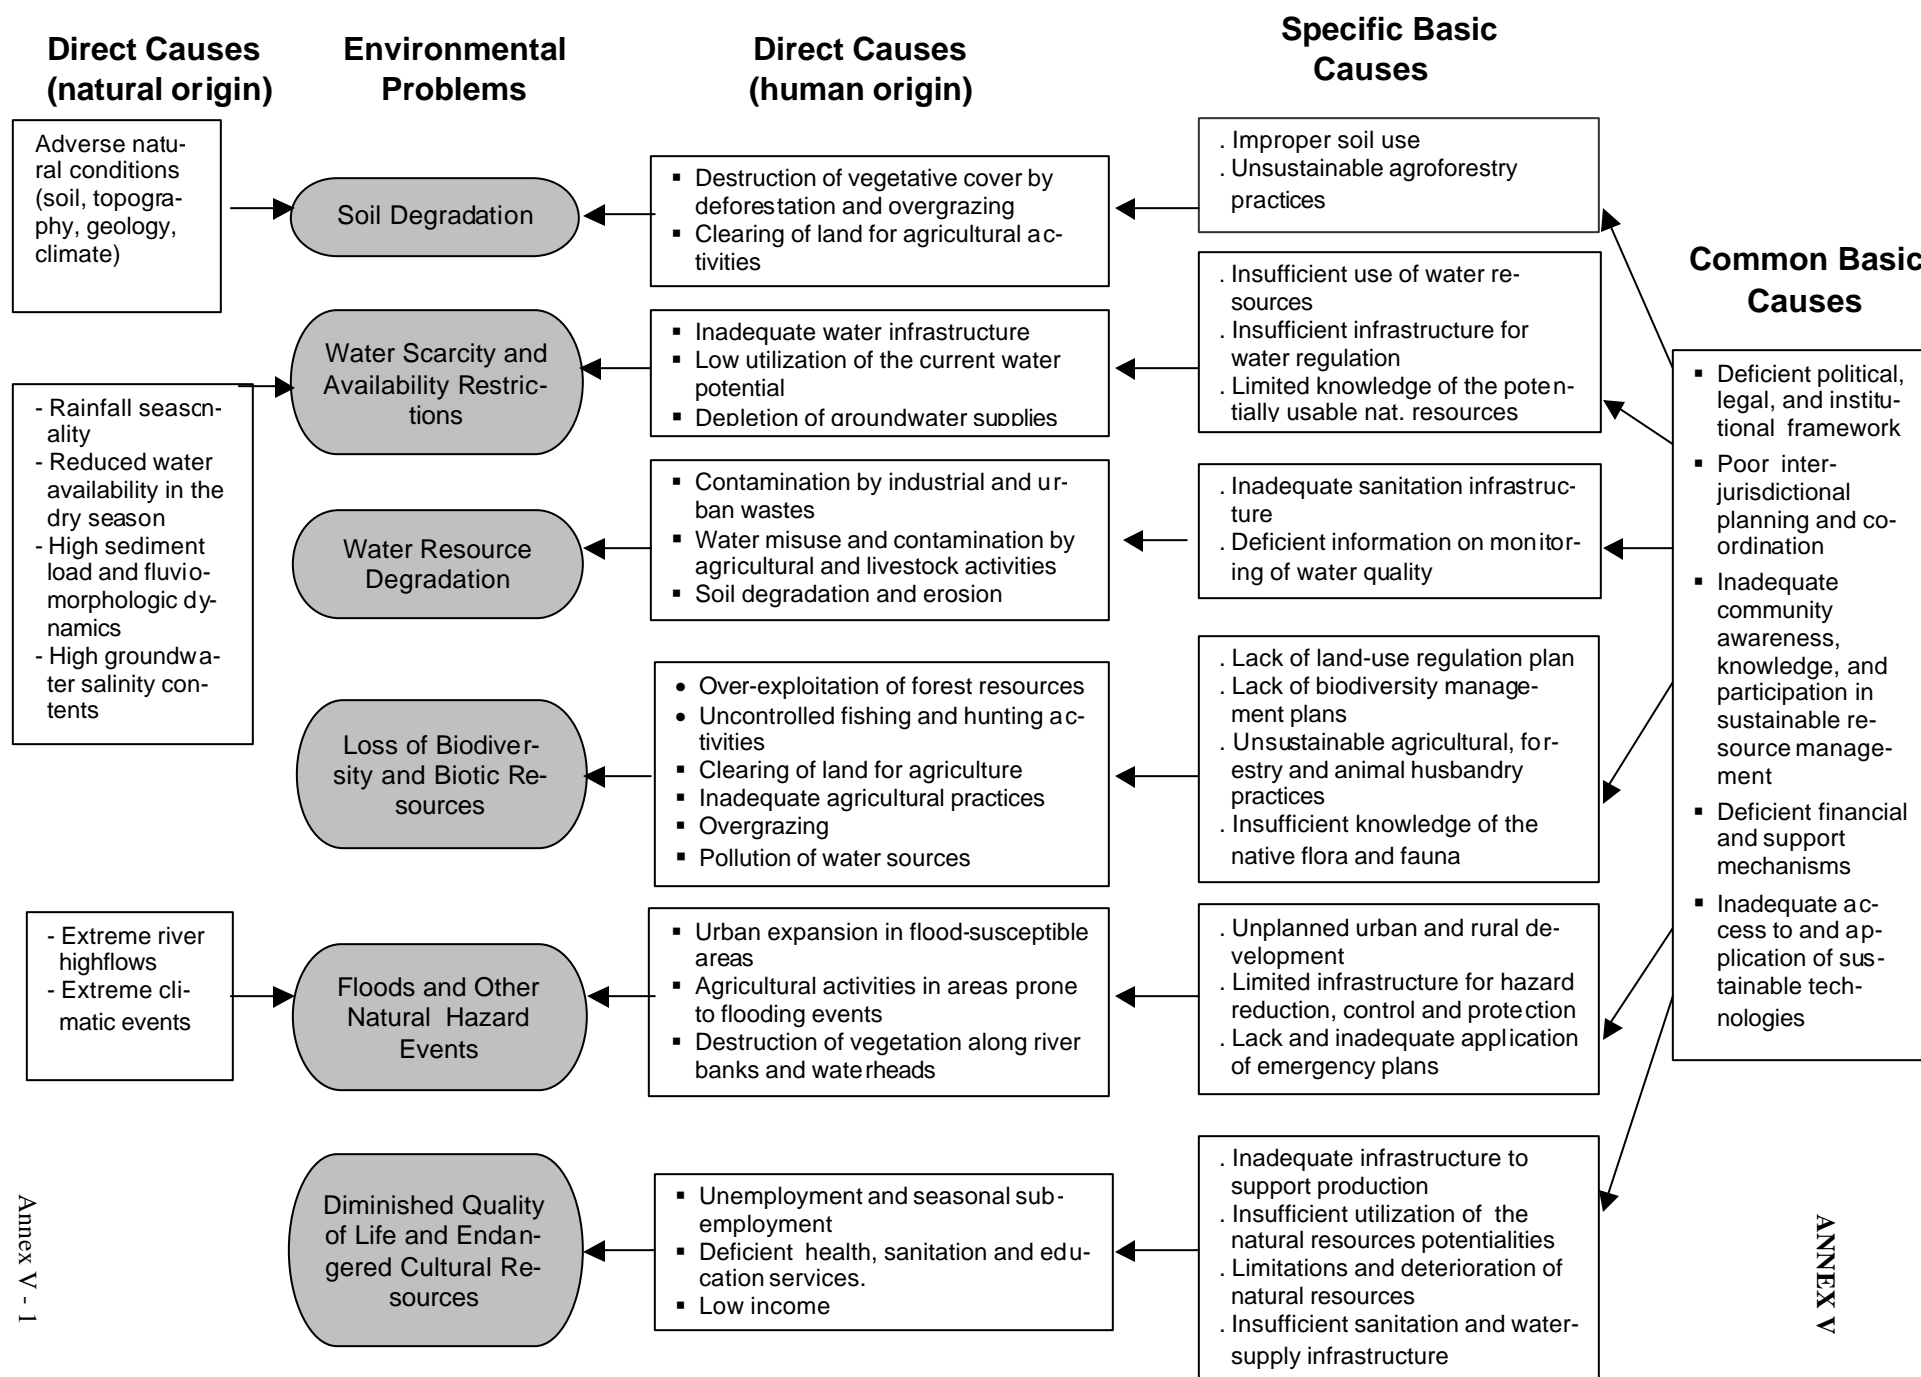 Direct Causes
(natural origin)
Environmental
Problems
Direct Causes
(human origin)
Specific Basic
Causes
Common Basic
Causes
Adverse natu-
ral conditions
(soil, topogra-
phy, geology,
climate)
- Rainfall season-
ality
- Reduced water
availability in the
dry season
- High sediment
load and fluvio-
morphologic dy-
namics
- High groundwa-
ter salinity con-
tents
- Extreme river
highflows
- Extreme cli-
matic events
Soil Degradation
Water Scarcity and
Availability Restric-
tions
Water Resource
Degradation
Loss of Biodiver-
sity and Biotic Re-
sources
Floods and Other
Natural Hazard
Events
Diminished Quality
of Life and Endan-
gered Cultural Re-
sources
▪ Destruction of vegetative cover by
deforestation and overgrazing
▪ Clearing of land for agricultural ac-
tivities
▪ Inadequate water infrastructure
▪ Low utilization of the current water
potential
▪ Depletion of groundwater supplies
▪ Contamination by industrial and ur-
ban wastes
▪ Water misuse and contamination by
agricultural and livestock activities
▪ Soil degradation and erosion
• Over-exploitation of forest resources
• Uncontrolled fishing and hunting ac-
tivities
▪ Clearing of land for agriculture
▪ Inadequate agricultural practices
▪ Overgrazing
▪ Pollution of water sources
▪ Urban expansion in flood-susceptible
areas
▪ Agricultural activities in areas prone
to flooding events
▪ Destruction of vegetation along river
banks and waterheads
▪ Unemployment and seasonal sub-
employment
▪ Deficient health, sanitation and edu-
cation services.
▪ Low income
. Improper soil use
. Unsustainable agroforestry
practices
. Insufficient use of water re-
sources
. Insufficient infrastructure for
water regulation
. Limited knowledge of the poten-
tially usable nat. resources
. Inadequate sanitation infrastruc-
ture
. Deficient information on monitor-
ing of water quality
. Lack of land-use regulation plan
. Lack of biodiversity manage-
ment plans
. Unsustainable agricultural, for-
estry and animal husbandry
practices
. Insufficient knowledge of the
native flora and fauna
. Unplanned urban and rural de-
velopment
. Limited infrastructure for hazard
reduction, control and protection
. Lack and inadequate application
of emergency plans
. Inadequate infrastructure to
support production
. Insufficient utilization of the
natural resources potentialities
. Limitations and deterioration of
natural resources
. Insufficient sanitation and water-
supply infrastructure
▪ Deficient political,
legal, and institu-
tional framework
▪ Poor inter-
jurisdictional
planning and co-
ordination
▪ Inadequate
community
awareness,
knowledge, and
participation in
sustainable re-
source manage-
ment
▪ Deficient financial
and support
mechanisms
▪ Inadequate ac-
cess to and ap-
plication of sus-
tainable tech-
nologies
Annex V - 1
ANNEX V